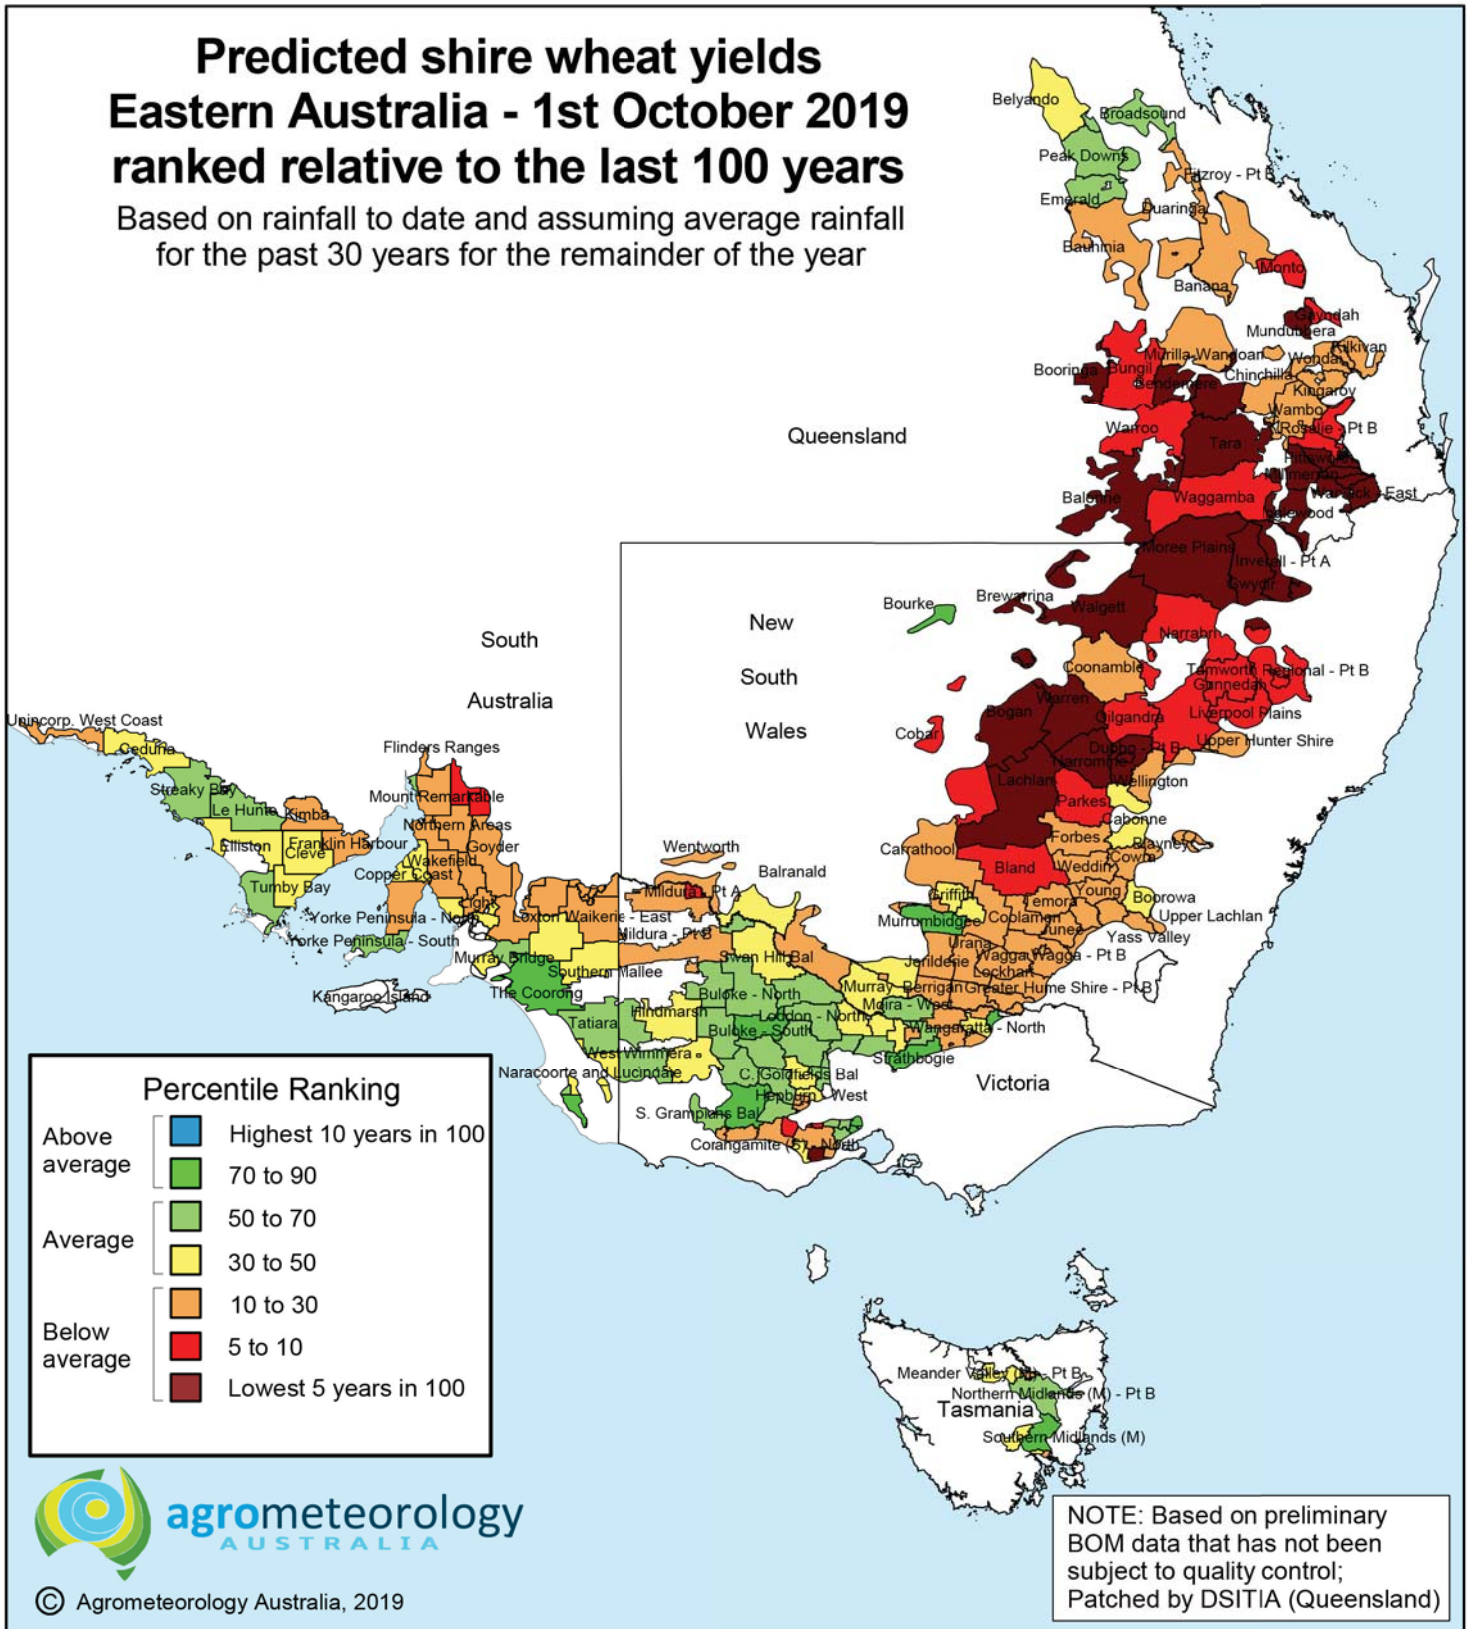 Predicted shire wheat yields
Eastern Australia - 1st October 2019
ranked relative to the last 100 years
Based on rainfall to date and assuming average rainfall
for the past 30 years for the remainder of the year
Belyando
Broadsound
Peak Downs
Fitzroy - Pt B
Emerald
Duaringa
Bauhinia
Monto
Banana
Gayndah
Mundubbera
Murilla-Wandoan
Wondai
Kilkivan
Booringa
Bungil
Chinchilla
Bendemere
Kingaroy
Wambo
Warroo
Rosalie - Pt B
Queensland
Tara
Pittsworth
Millmerran
Balonne
Waggamba
Warwick - East
Inglewood
Moree Plains
Inverell - Pt A
Gwydir
Bourke
Brewarrina
Walgett
New
South
Wales
Narrabri
South
Australia
Coonamble
Tamworth Regional - Pt B
Gunnedah
Warren
Bogan
Gilgandra
Liverpool Plains
Unincorp. West Coast
Cobar
Upper Hunter Shire
Ceduna
Flinders Ranges
Dubbo - Pt B
Narromine
Lachlan
Wellington
Streaky Bay
Mount Remarkable
Parkes
Le Hunte
Kimba
Cabonne
Northern Areas
Forbes
Elliston
Franklin Harbour
Goyder
Wentworth
Carrathool
Blayney
Cleve
Wakefield
Cowra
Copper Coast
Balranald
Bland
Weddin
Tumby Bay
Mildura - Pt A
Griffith
Young
Boorowa
Light
Temora
Yorke Peninsula - North
Loxton Waikerie - East
Murrumbidgee
Coolamon
Upper Lachlan
Mildura - Pt B
Junee
Yass Valley
Yorke Peninsula - South
Urana
Murray Bridge
Swan Hill Bal
Jerilderie
Wagga Wagga - Pt B
Southern Mallee
Lockhart
Kangaroo Island
The Coorong
Buloke - North
Murray
Berrigan
Greater Hume Shire - Pt B
Hindmarsh
Moira - West
Tatiara
Loddon - North
Buloke - South
Wangaratta - North
West Wimmera
Strathbogie
Naracoorte and Lucindale
C. Goldfields Bal
Victoria
Hepburn - West
S. Grampians Bal
Corangamite (S) - North
Percentile Ranking
Above
average
Highest 10 years in 100
70 to 90
Average
50 to 70
30 to 50
Below
average
10 to 30
5 to 10
Lowest 5 years in 100
Meander Valley (M) - Pt B
Northern Midlands (M) - Pt B
Tasmania
Southern Midlands (M)
agrometeorology
AUSTRALIA
© Agrometeorology Australia, 2019
NOTE: Based on preliminary
BOM data that has not been
subject to quality control;
Patched by DSITIA (Queensland)